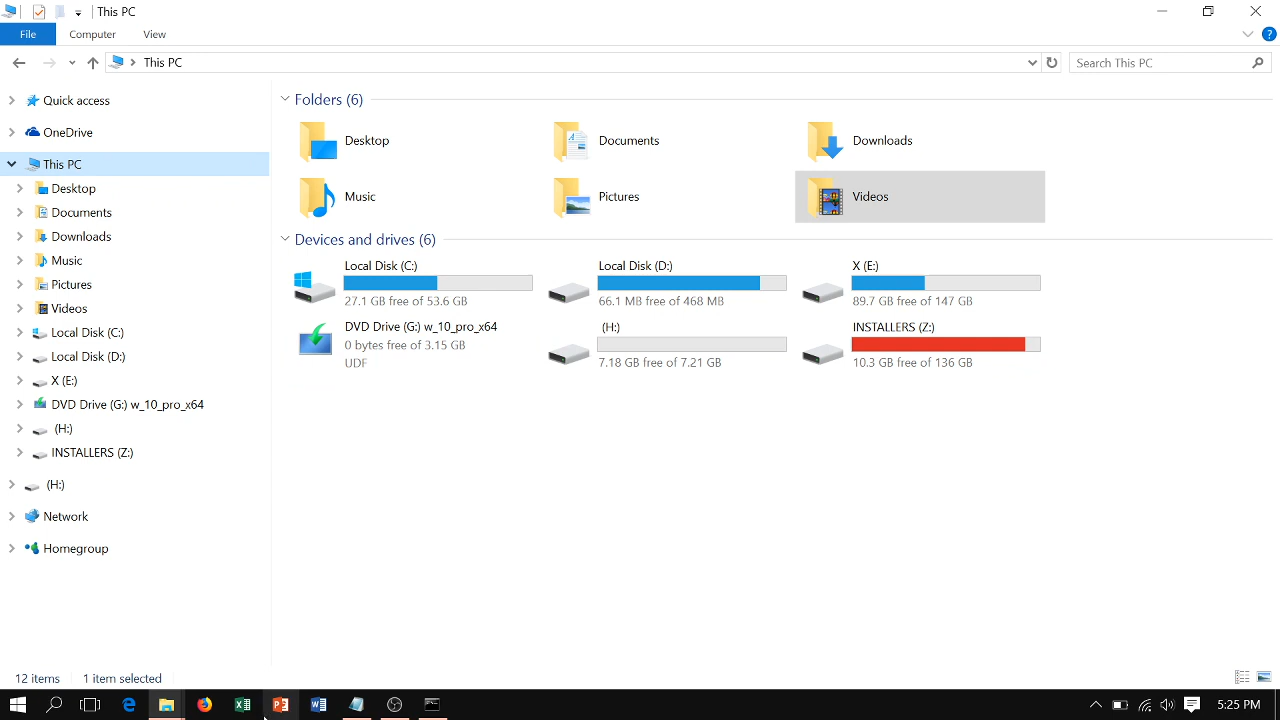 This PC
File
Computer
View
?
This PC
Search This PC
Quick access
OneDrive
This PC
Desktop
Documents
Downloads
Music
Pictures
Videos
Local Disk (C:)
Local Disk (D:)
X (E:)
DVD Drive (G:) w_10_pro_x64
(H:)
INSTALLERS (Z:)
(H:)
Network
Homegroup
Folders (6)
Desktop
Documents
Downloads
Music
Pictures
Videos
Devices and drives (6)
Local Disk (C:)
27.1 GB free of 53.6 GB
Local Disk (D:)
66.1 MB free of 468 MB
X (E:)
89.7 GB free of 147 GB
DVD Drive (G:) w_10_pro_x64
0 bytes free of 3.15 GB
UDF
(H:)
7.18 GB free of 7.21 GB
INSTALLERS (Z:)
10.3 GB free of 136 GB
12 items
1 item selected
5:25 PM